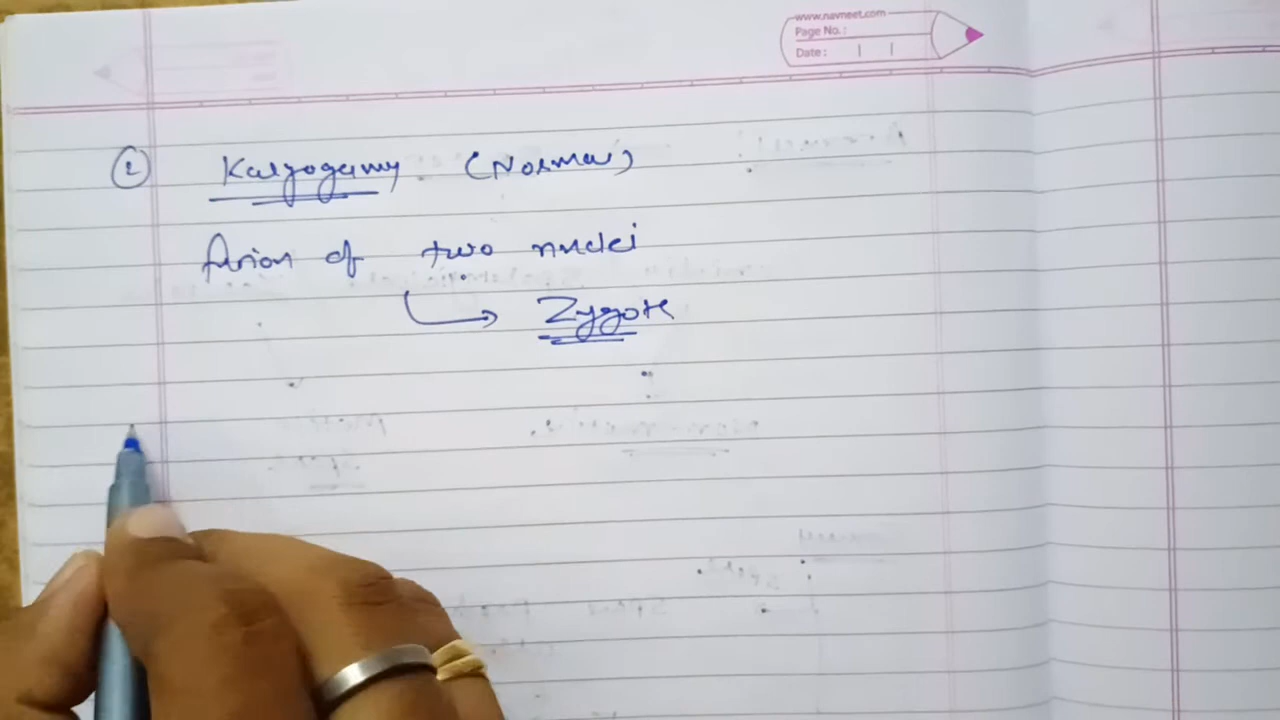 www.navneet.com
Page No.:
Date:
② Karyogamy (Normal)
fusion of two nuclei
Zygote